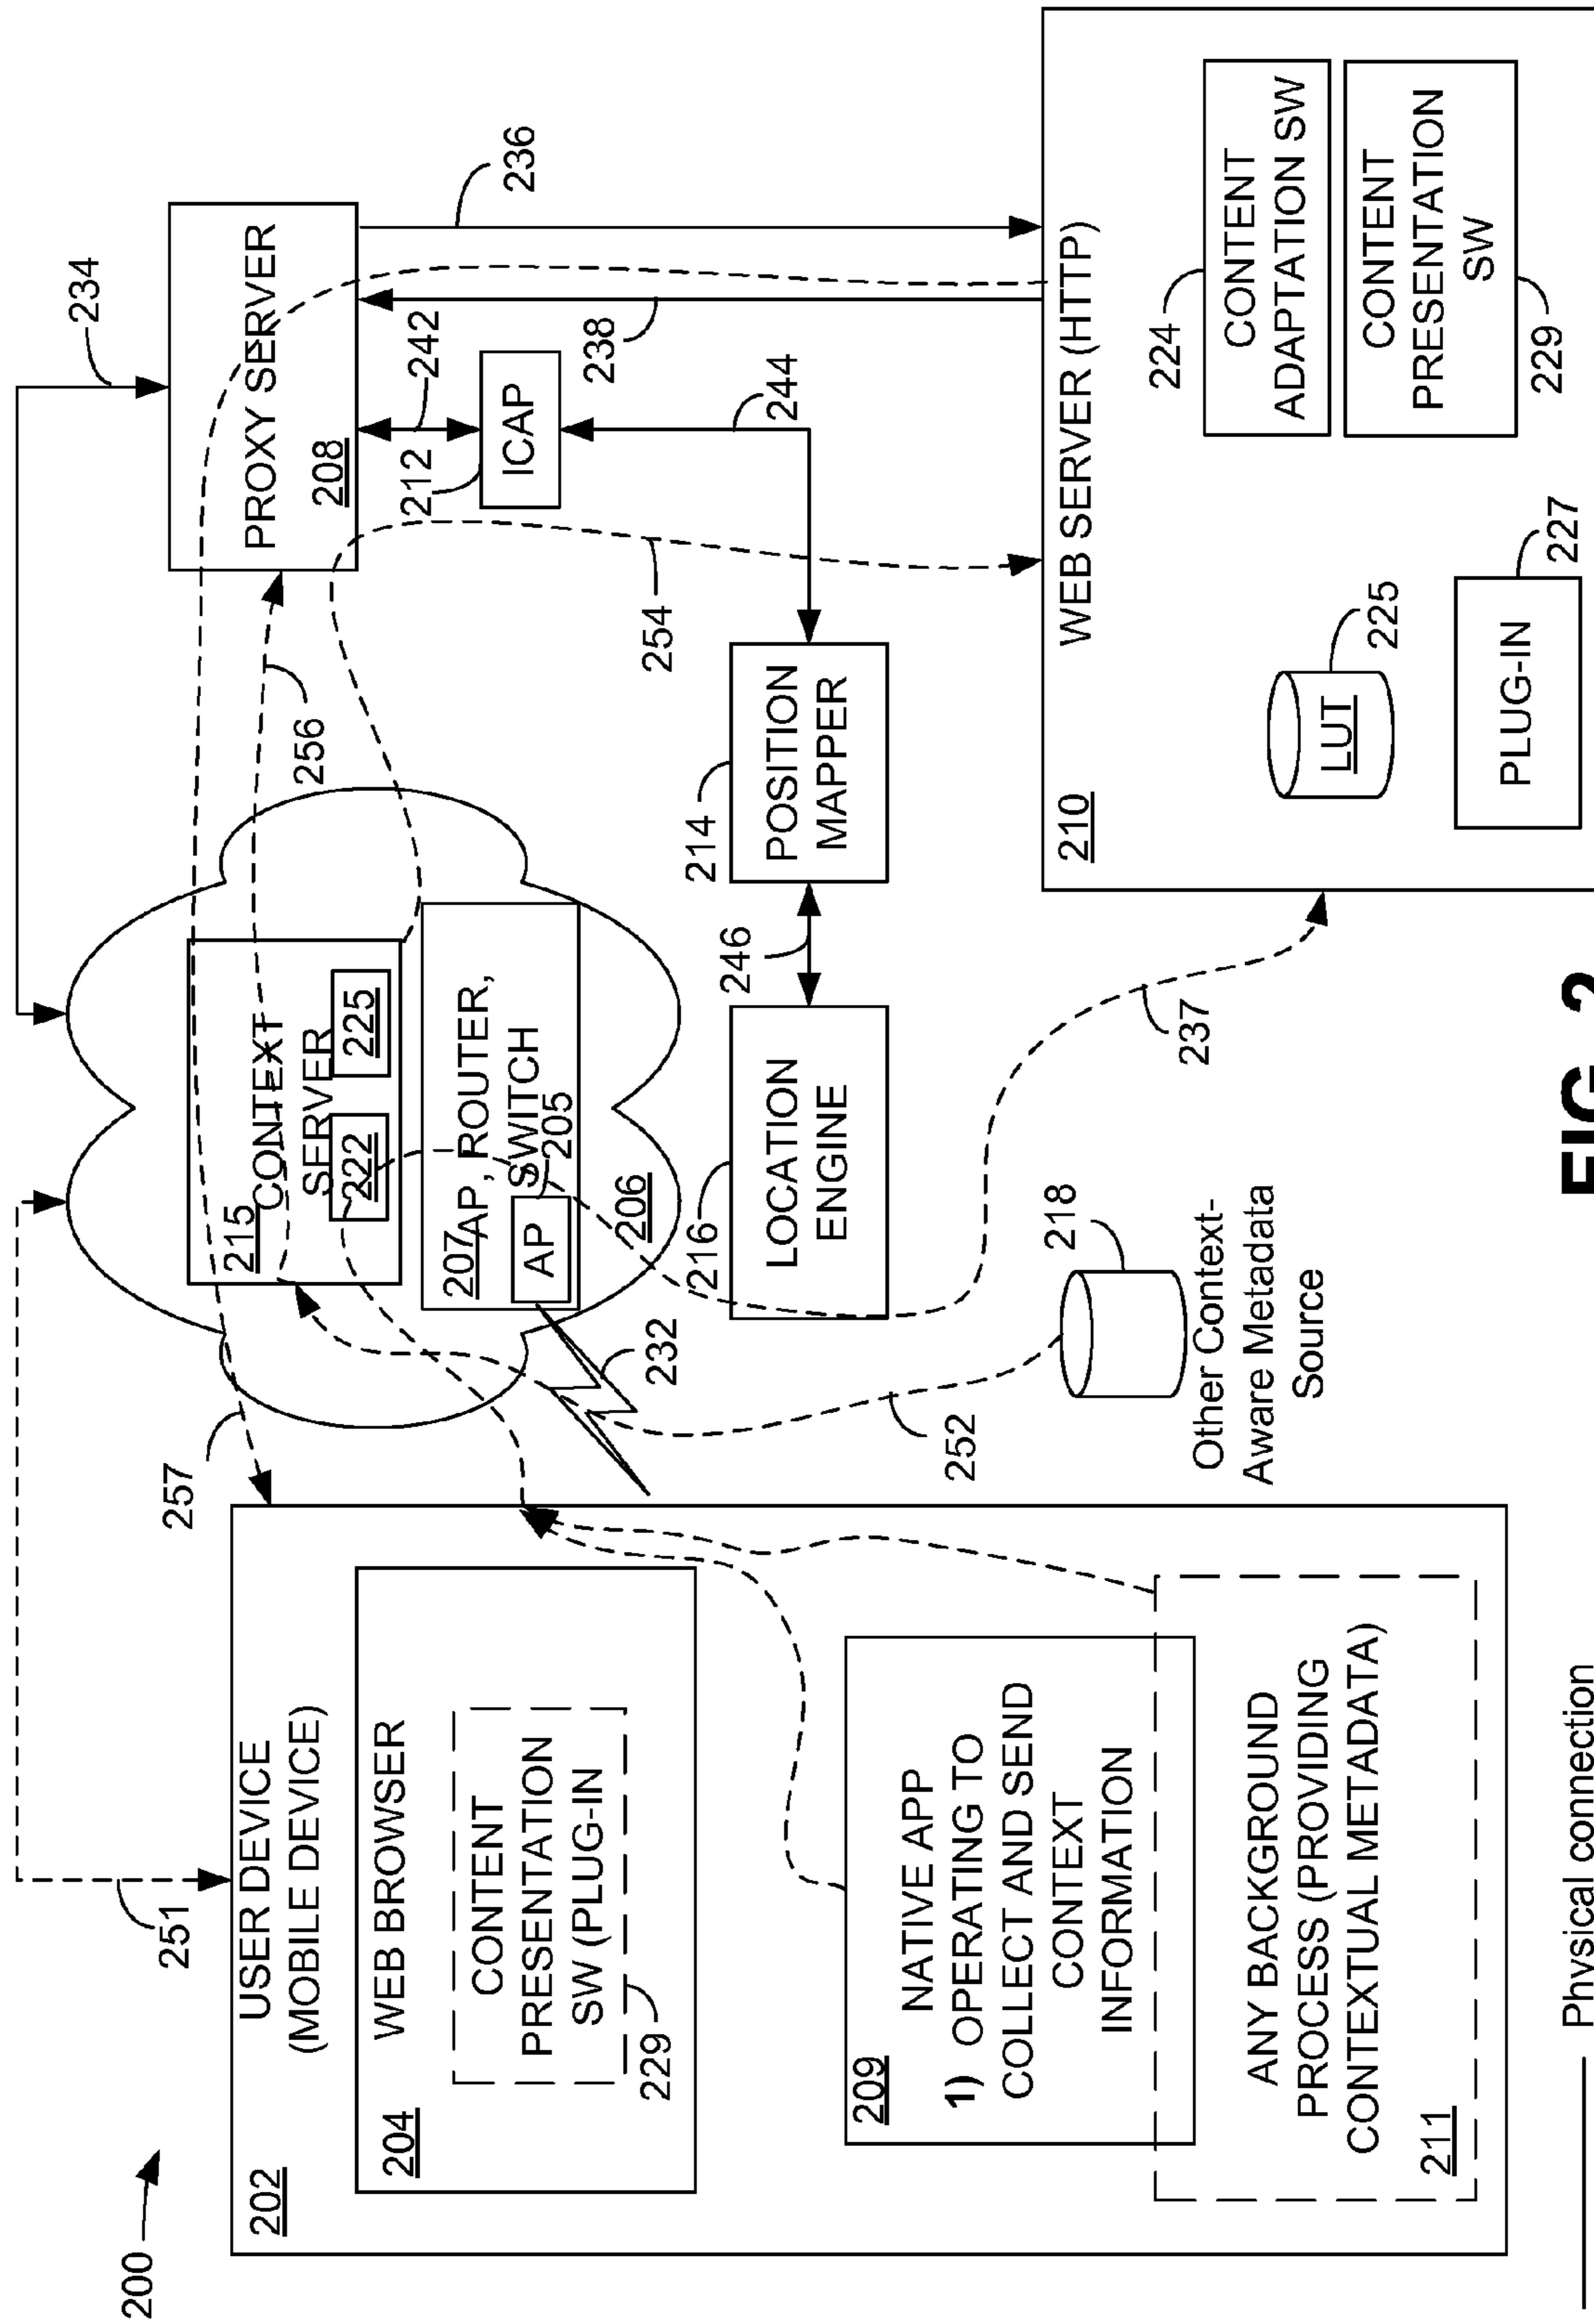 200
202
USER DEVICE
(MOBILE DEVICE)
251
204
WEB BROWSER
CONTENT
PRESENTATION
SW (PLUG-IN
229
209
NATIVE APP
1) OPERATING TO
COLLECT AND SEND
CONTEXT
INFORMATION
ANY BACKGROUND
PROCESS (PROVIDING
CONTEXTUAL METADATA)
211
257
215
CONTEXT
SERVER
222
225
207
AP, ROUTER,
SWITCH
AP
205
206
232
252
218
Other Context-
Aware Metadata
Source
216
LOCATION
ENGINE
246
214
POSITION
MAPPER
237
256
254
234
PROXY SERVER
208
242
212
ICAP
244
238
236
WEB SERVER (HTTP)
210
224
CONTENT
ADAPTATION SW
CONTENT
PRESENTATION
SW
229
LUT
225
PLUG-IN
227
Physical connection
FIG. 2